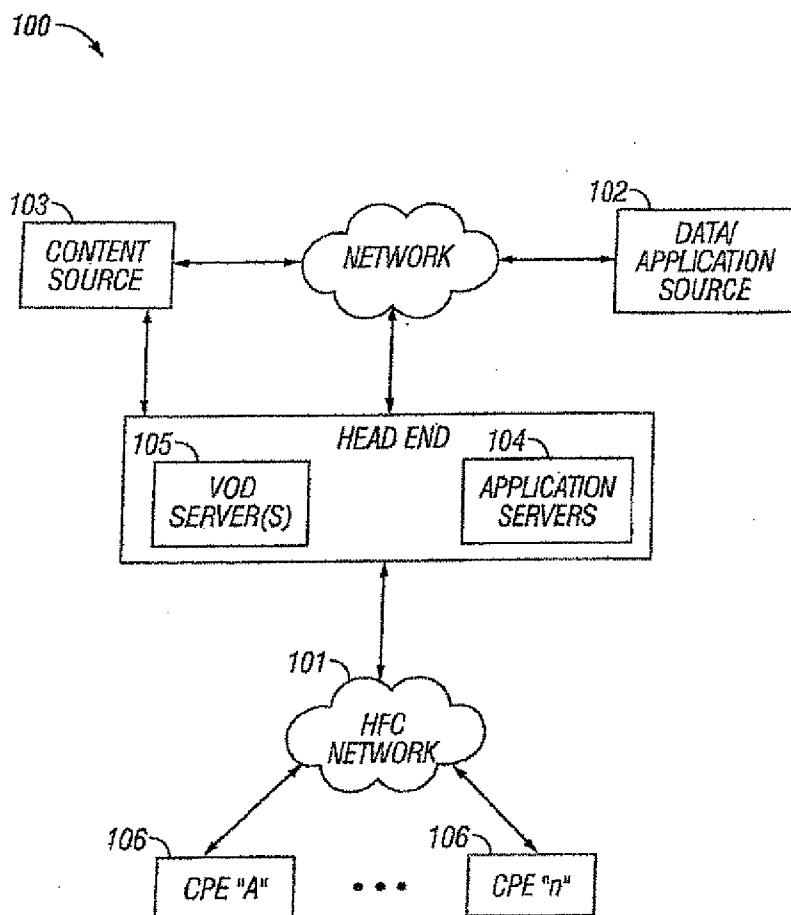 100
103
CONTENT
SOURCE
NETWORK
102
DATA/
APPLICATION
SOURCE
HEAD END
105
VOD
SERVER(S)
104
APPLICATION
SERVERS
101
HFC
NETWORK
106
CPE "A"
• • •
106
CPE "n"